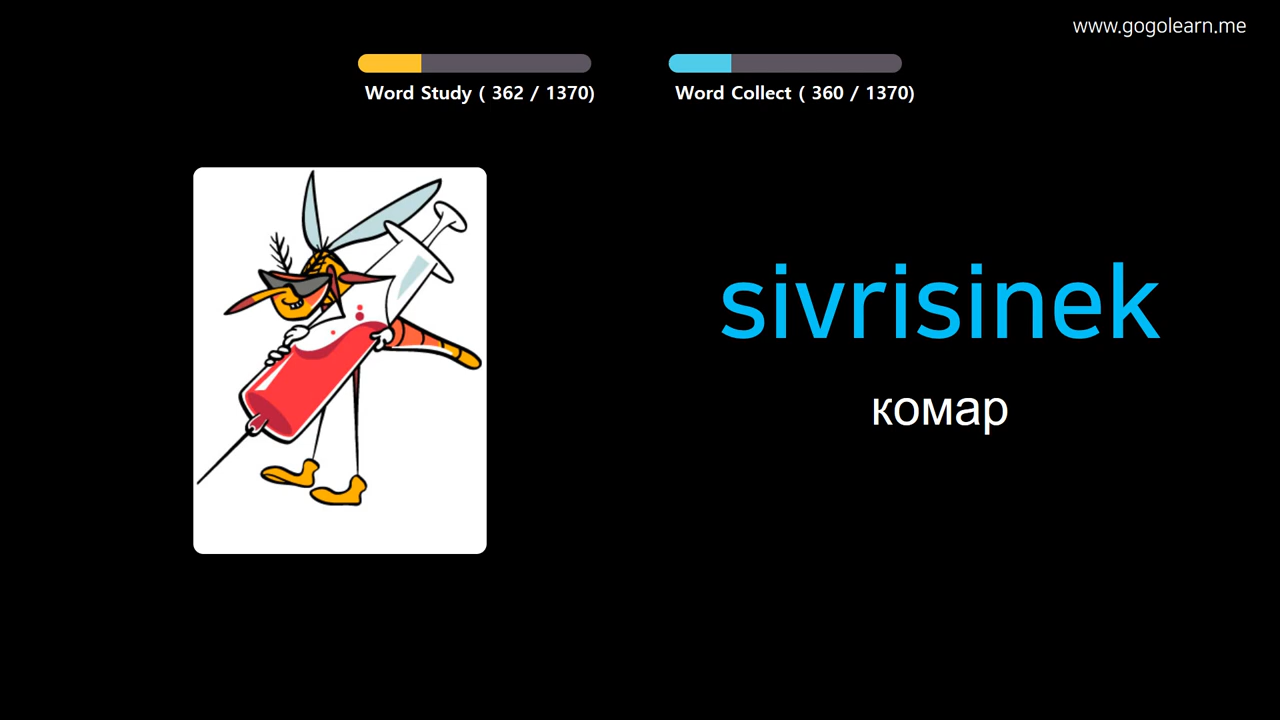 www.gogolearn.me
Word Study ( 362 / 1370)
Word Collect ( 360 / 1370)
sivrisinek
комар